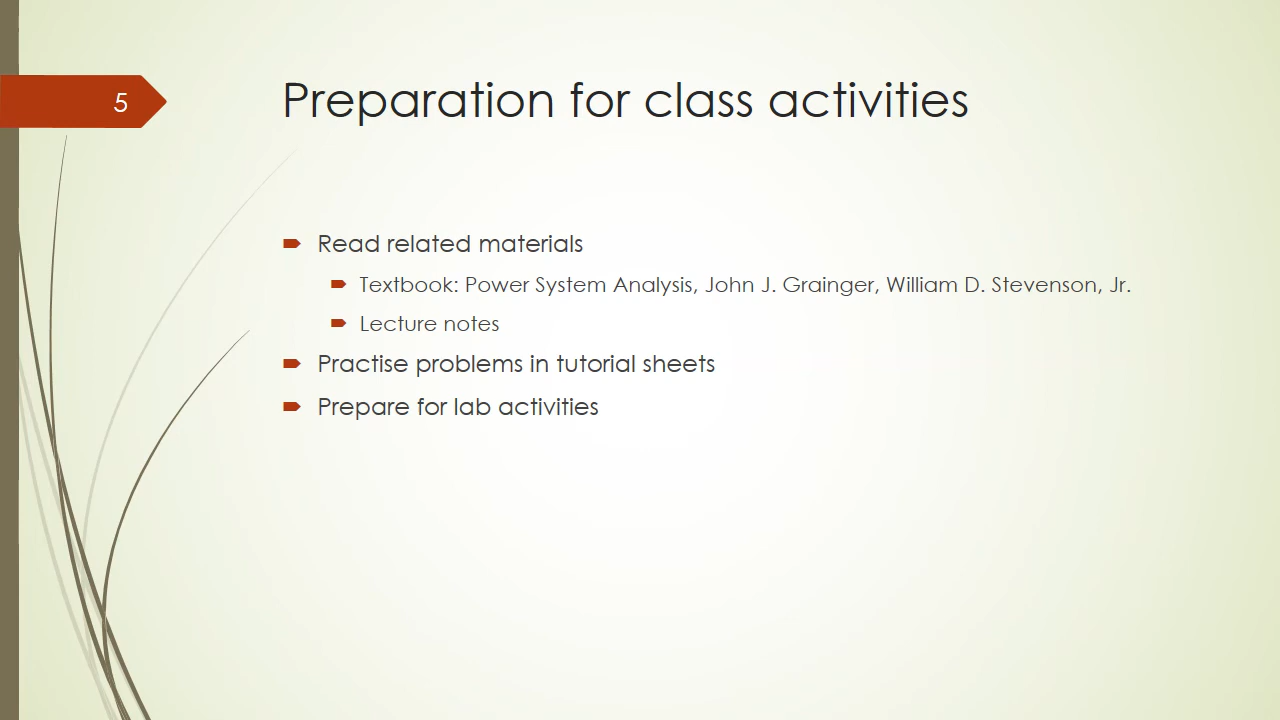 5
Preparation for class activities
Read related materials
Textbook: Power System Analysis, John J. Grainger, William D. Stevenson, Jr.
Lecture notes
Practise problems in tutorial sheets
Prepare for lab activities